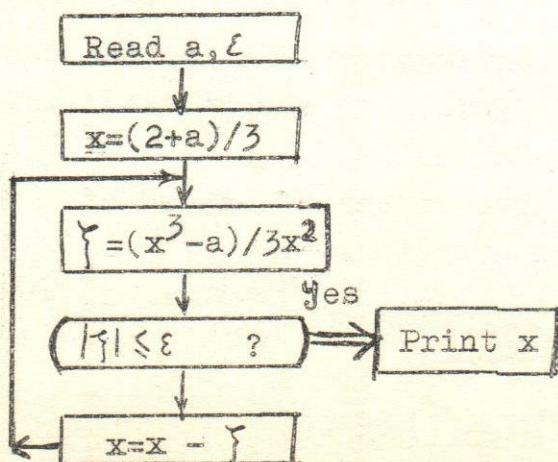 Read a, ε
x=(2+a)/3
ζ=(x³-a)/3x²
yes
|ζ| ≤ ε ?
Print x
x=x - ζ